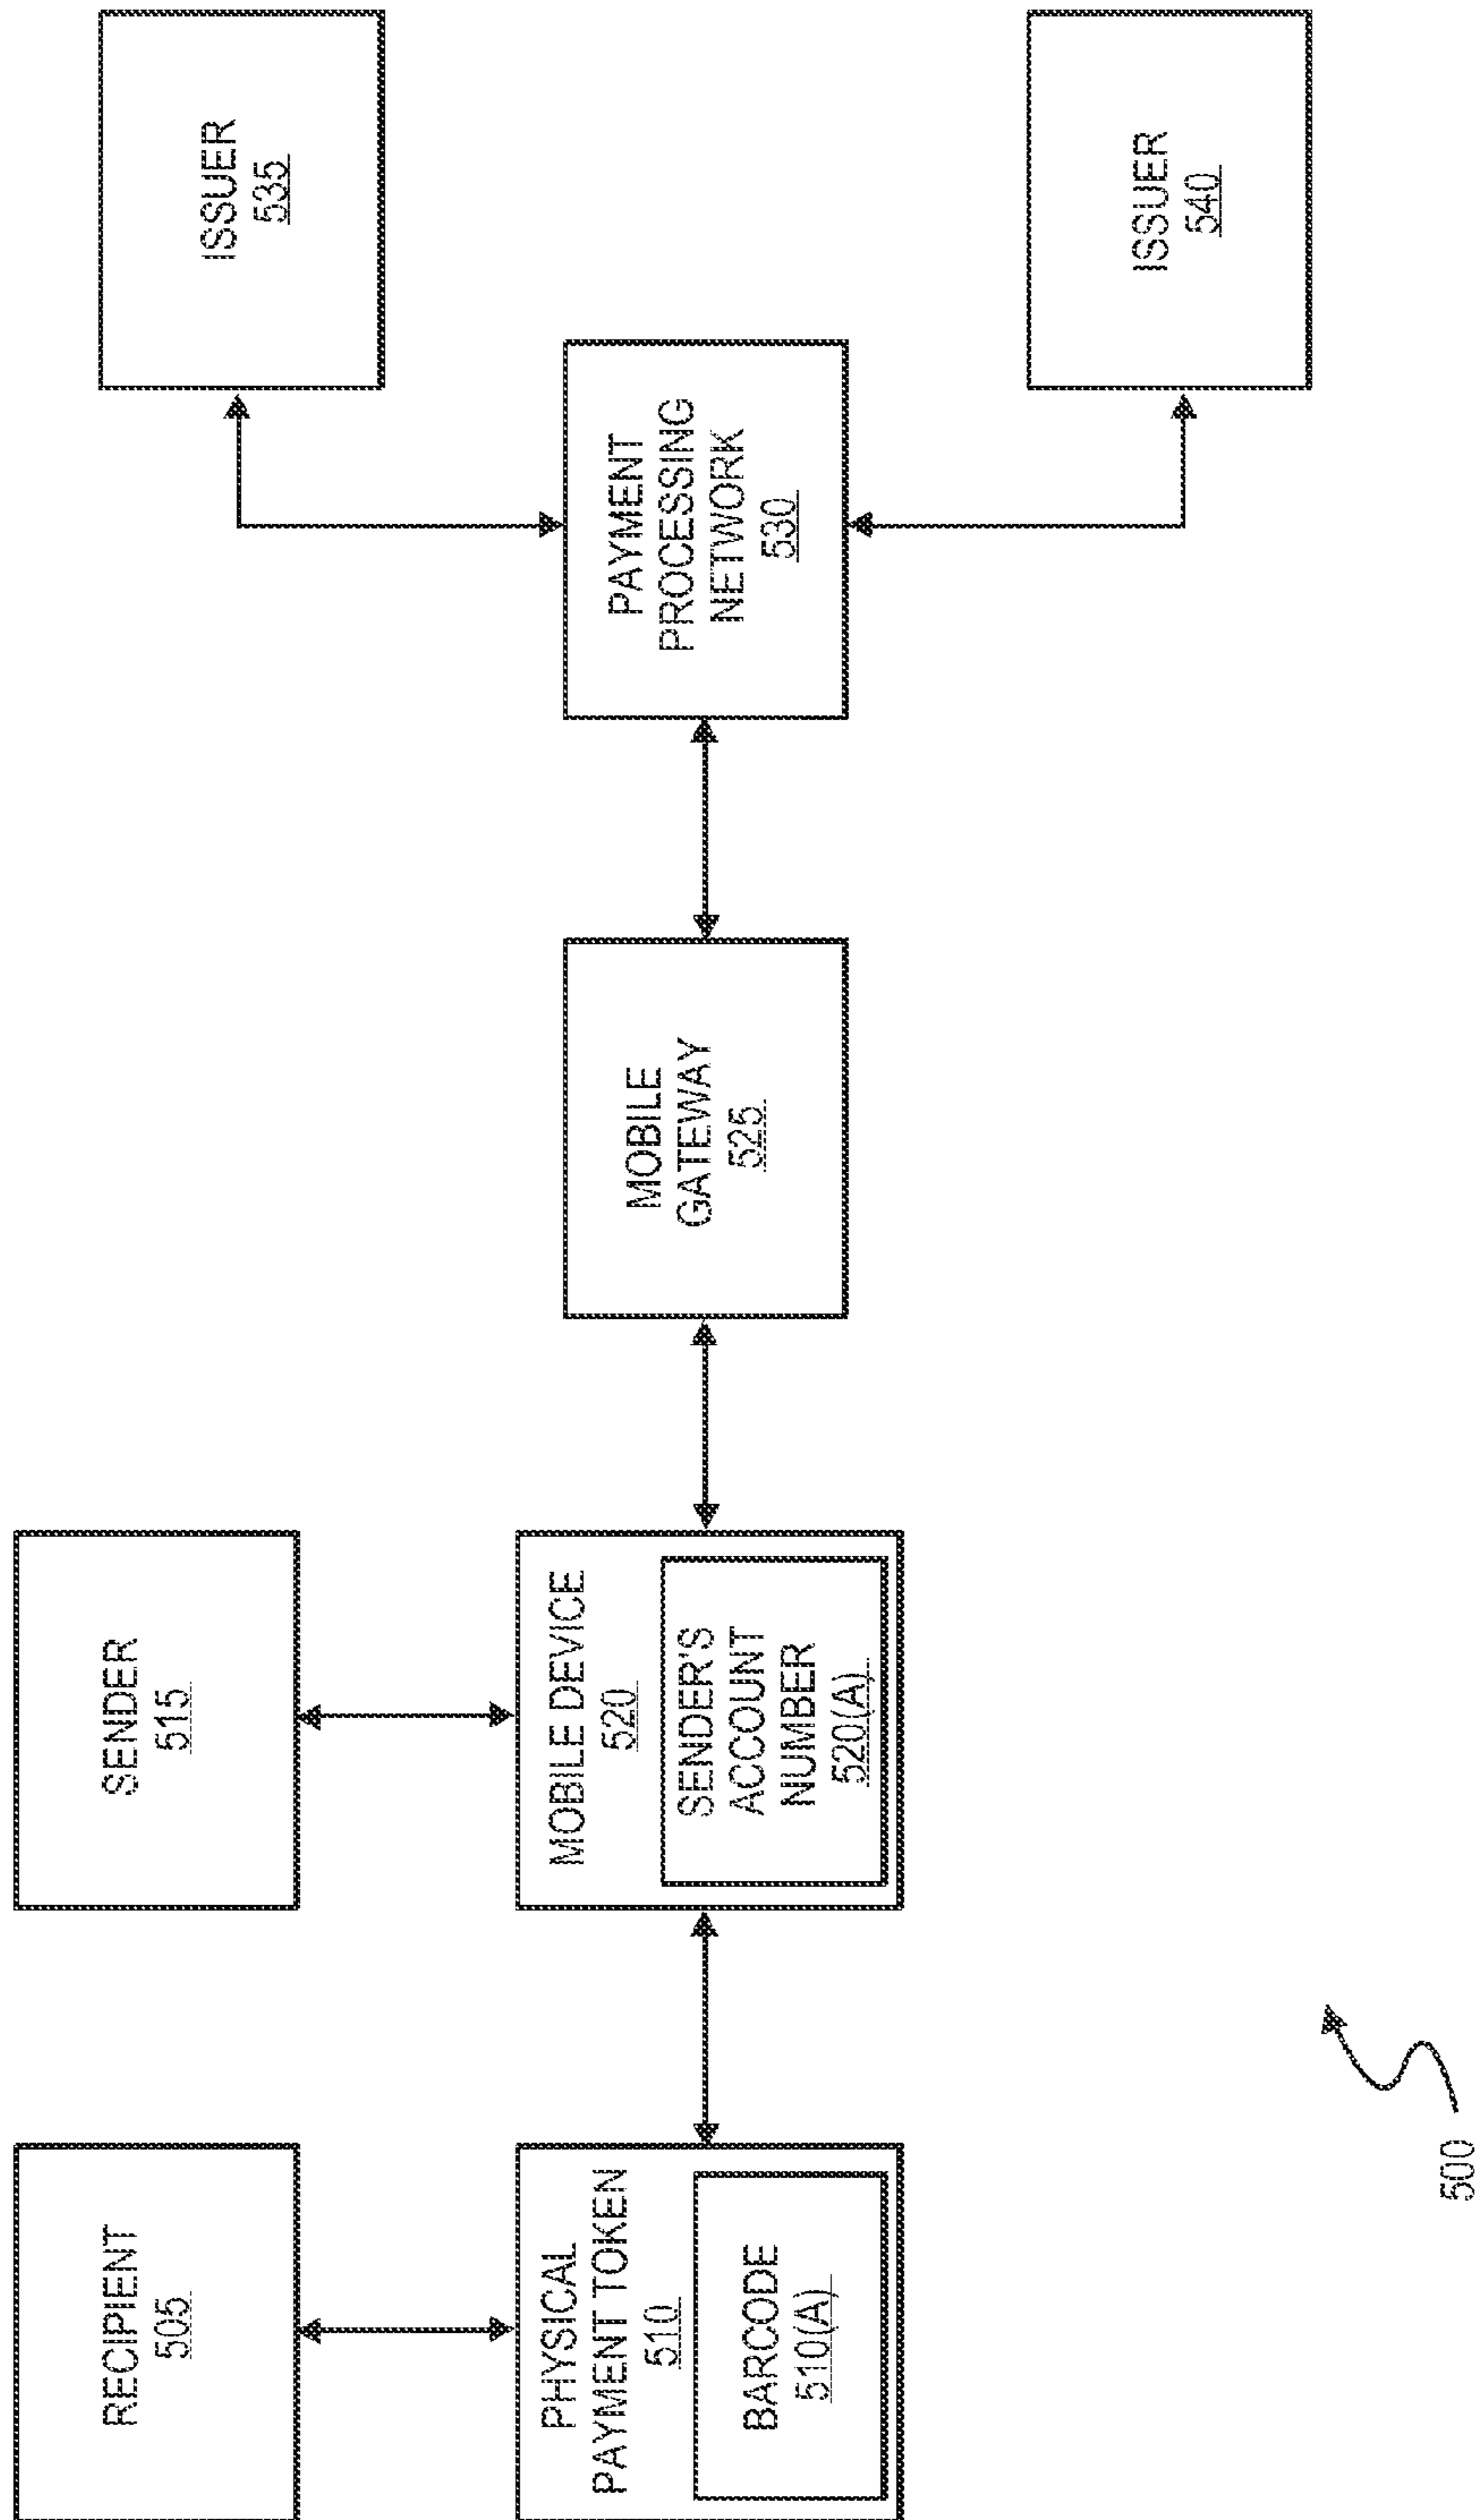 RECIPIENT
505
SENDER
515
ISSUER
535
PHYSICAL
PAYMENT TOKEN
510
BARCODE
510(A)
MOBILE DEVICE
520
SENDER'S
ACCOUNT
NUMBER
520(A)
MOBILE
GATEWAY
525
PAYMENT
PROCESSING
NETWORK
530
ISSUER
540
500